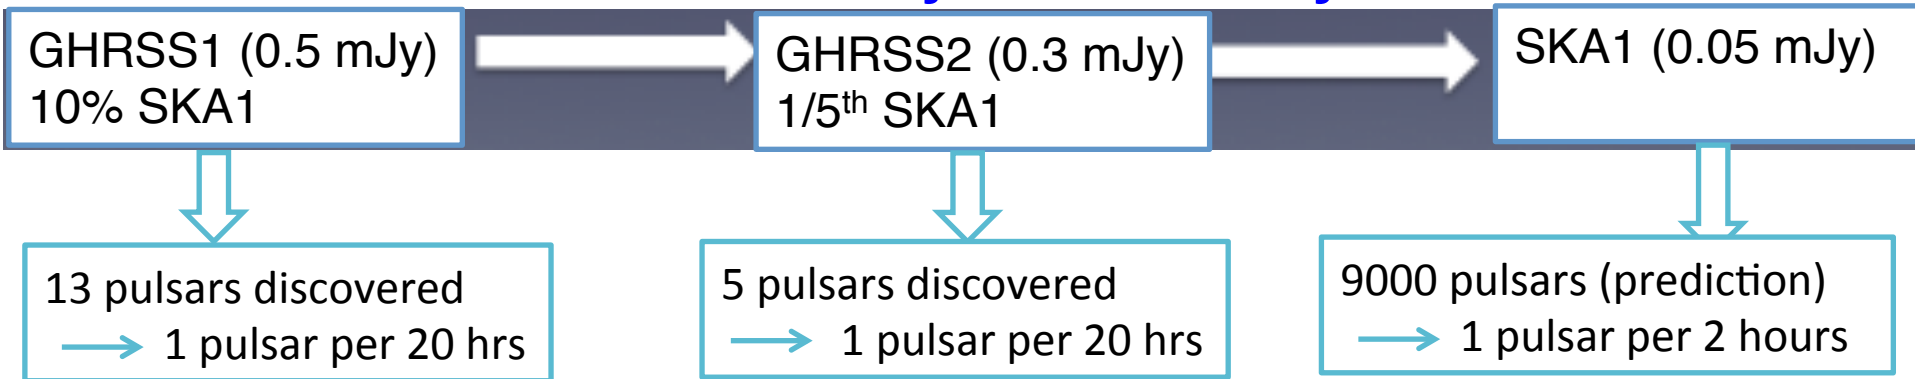 GHRSS1 (0.5 mJy)
10% SKA1
GHRSS2 (0.3 mJy)
1/5th SKA1
SKA1 (0.05 mJy)
13 pulsars discovered
1 pulsar per 20 hrs
5 pulsars discovered
1 pulsar per 20 hrs
9000 pulsars (prediction)
1 pulsar per 2 hours